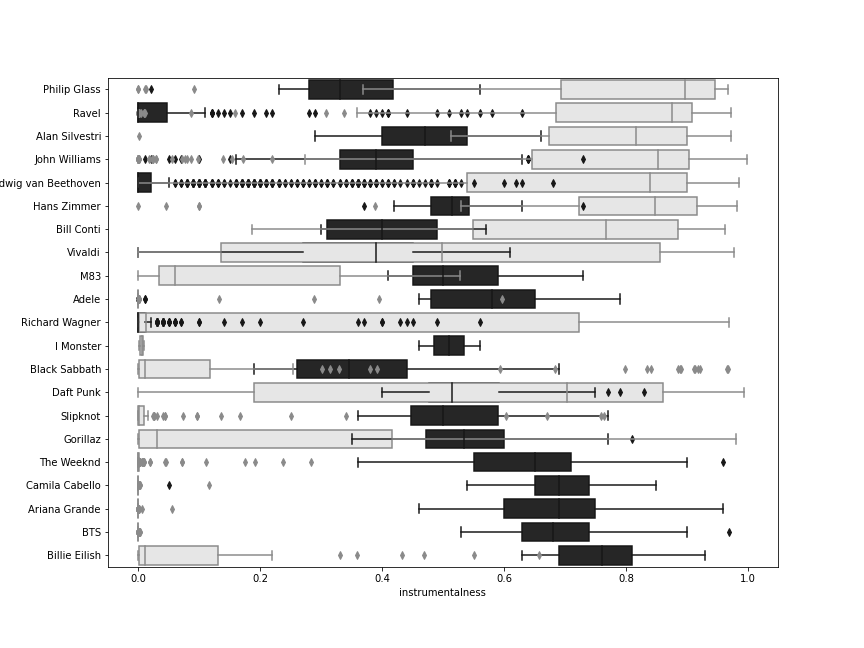 Philip Glass
Ravel
Alan Silvestri
John Williams
dwig van Beethoven
Hans Zimmer
Bill Conti
Vivaldi
M83
Adele
Richard Wagner
I Monster
Black Sabbath
Daft Punk
Slipknot
Gorillaz
The Weeknd
Camila Cabello
Ariana Grande
BTS
Billie Eilish
0.0 0.2 0.4 0.6 0.8 1.0
instrumentalness